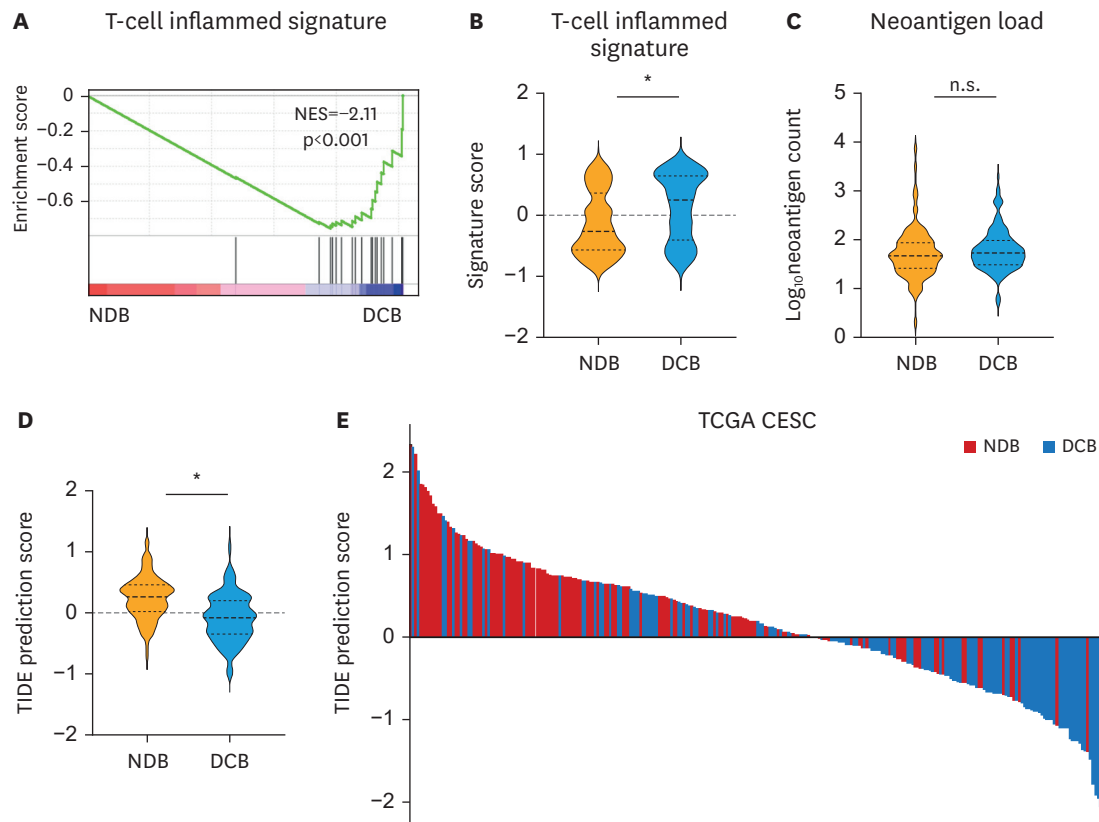 A
T-cell inflammed signature
Enrichment score
0
−0.2
−0.4
−0.6
NES=−2.11
p<0.001
NDB
DCB
B
T-cell inflammed
signature
*
Signature score
2
1
0
−1
−2
NDB
DCB
C
Neoantigen load
n.s.
Log₁₀neoantigen count
5
4
3
2
1
0
NDB
DCB
D
*
TIDE prediction score
2
1
0
−1
−2
NDB
DCB
E
TCGA CESC
NDB
DCB
TIDE prediction score
2
1
0
−1
−2